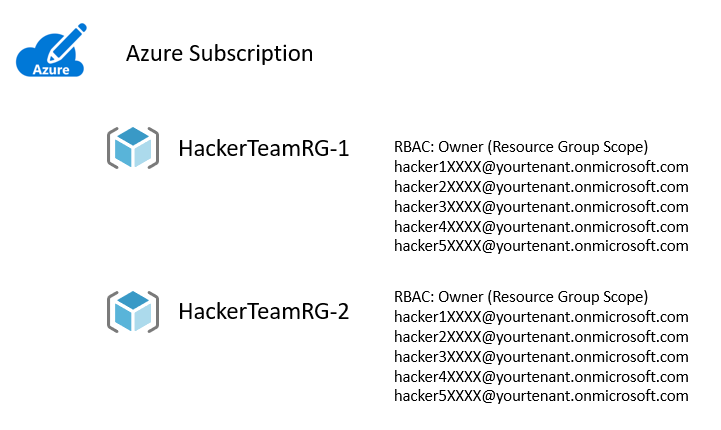 Azure
Azure Subscription
HackerTeamRG-1
RBAC: Owner (Resource Group Scope)
hacker1XXXX@yourtenant.onmicrosoft.com
hacker2XXXX@yourtenant.onmicrosoft.com
hacker3XXXX@yourtenant.onmicrosoft.com
hacker4XXXX@yourtenant.onmicrosoft.com
hacker5XXXX@yourtenant.onmicrosoft.com
HackerTeamRG-2
RBAC: Owner (Resource Group Scope)
hacker1XXXX@yourtenant.onmicrosoft.com
hacker2XXXX@yourtenant.onmicrosoft.com
hacker3XXXX@yourtenant.onmicrosoft.com
hacker4XXXX@yourtenant.onmicrosoft.com
hacker5XXXX@yourtenant.onmicrosoft.com